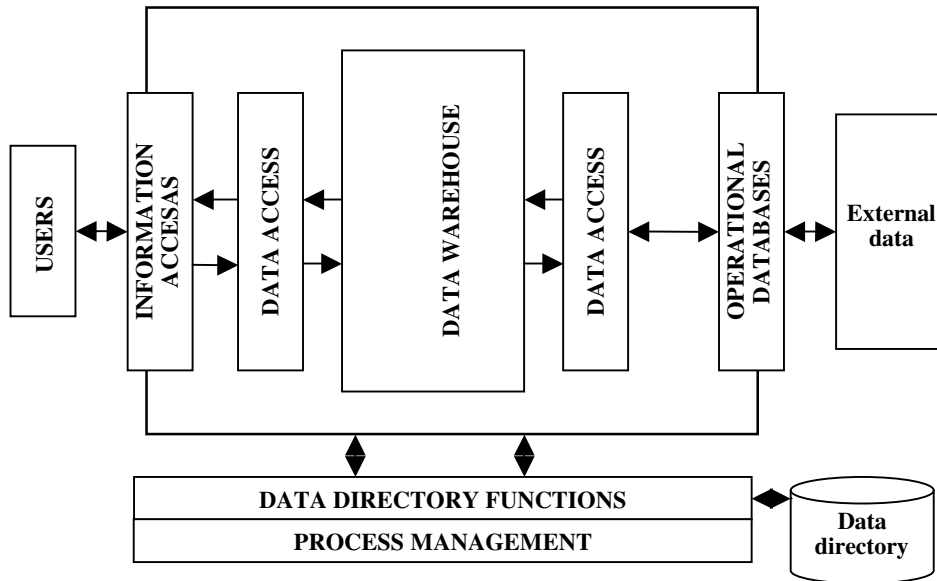 USERS
INFORMATION
ACCESAS
DATA ACCESS
DATA WAREHOUSE
DATA ACCESS
OPERATIONAL
DATABASES
External
data
DATA DIRECTORY FUNCTIONS
PROCESS MANAGEMENT
Data
directory